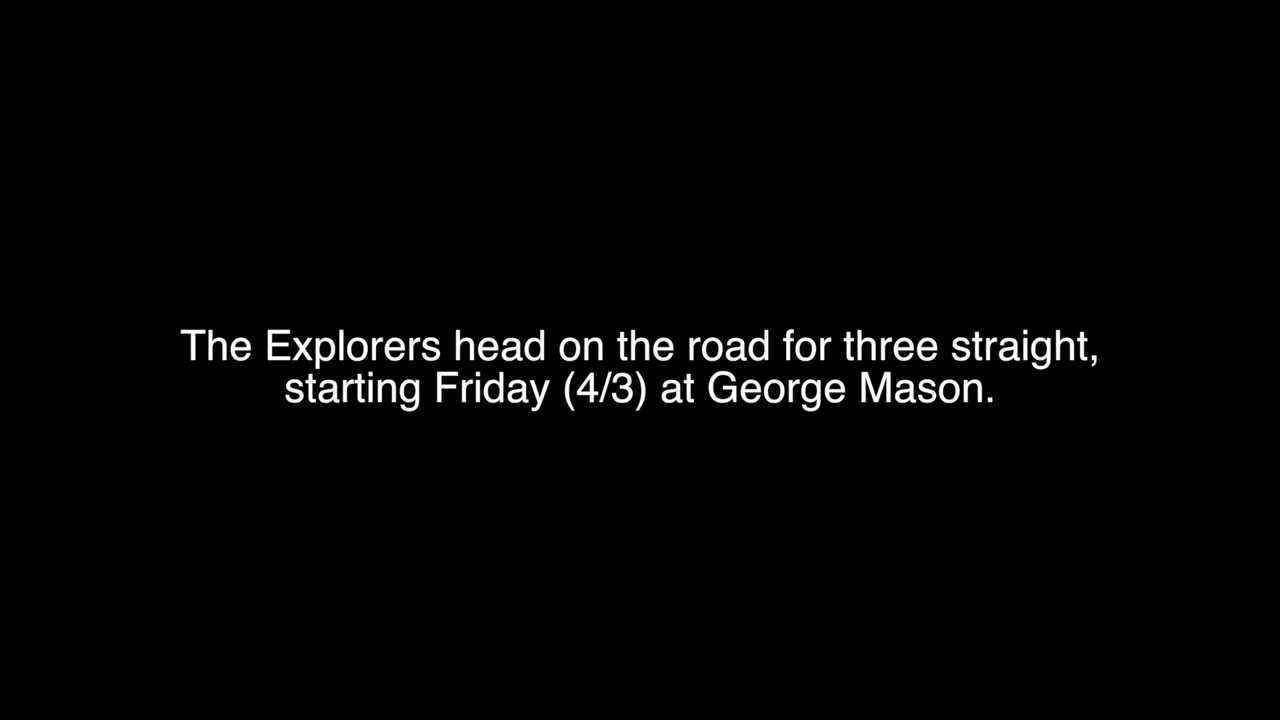 The Explorers head on the road for three straight,
starting Friday (4/3) at George Mason.